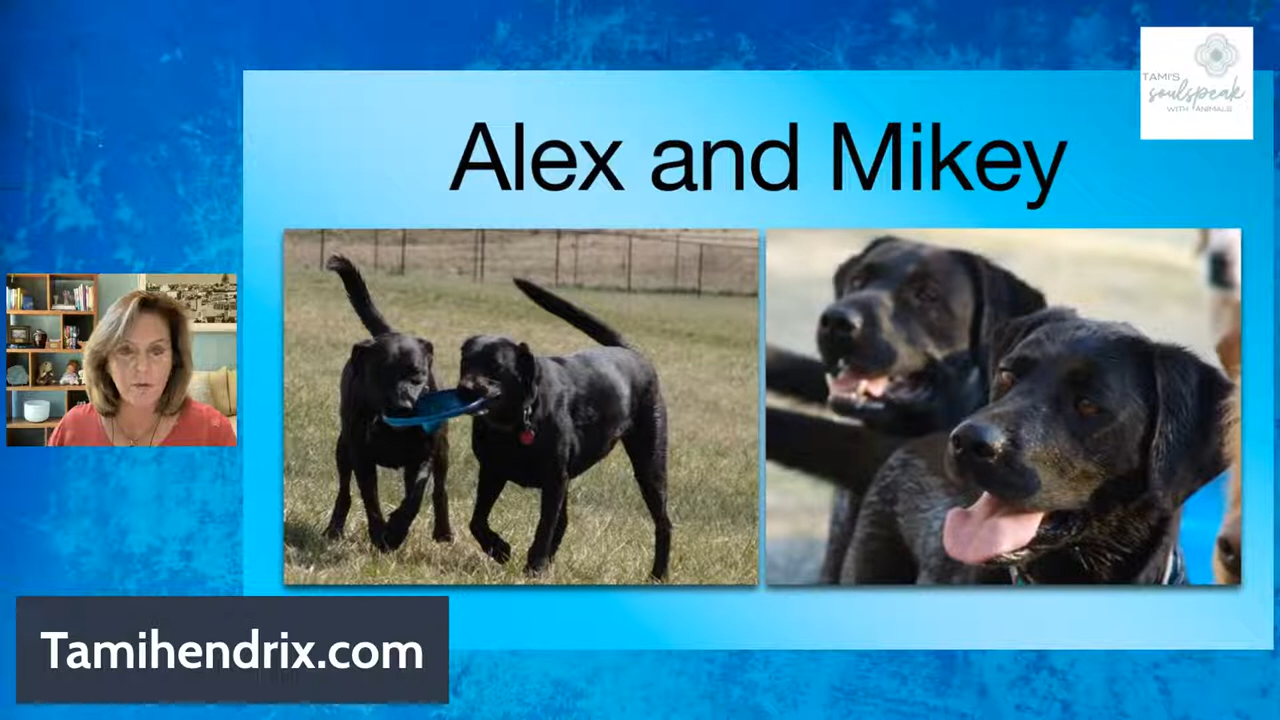 TAMI'S
soulspeak
WITH ANIMALS
Alex and Mikey
Tamihendrix.com